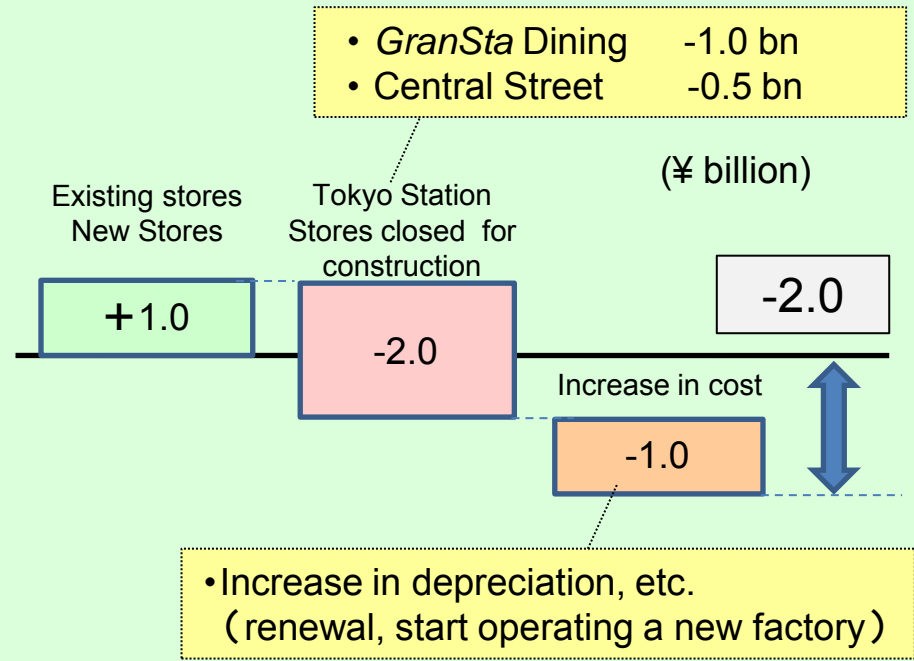 • GranSta Dining -1.0 bn
• Central Street -0.5 bn
(¥ billion)
Existing stores
New Stores
Tokyo Station
Stores closed for
construction
+1.0
-2.0
-2.0
Increase in cost
-1.0
•Increase in depreciation, etc.
（renewal, start operating a new factory）